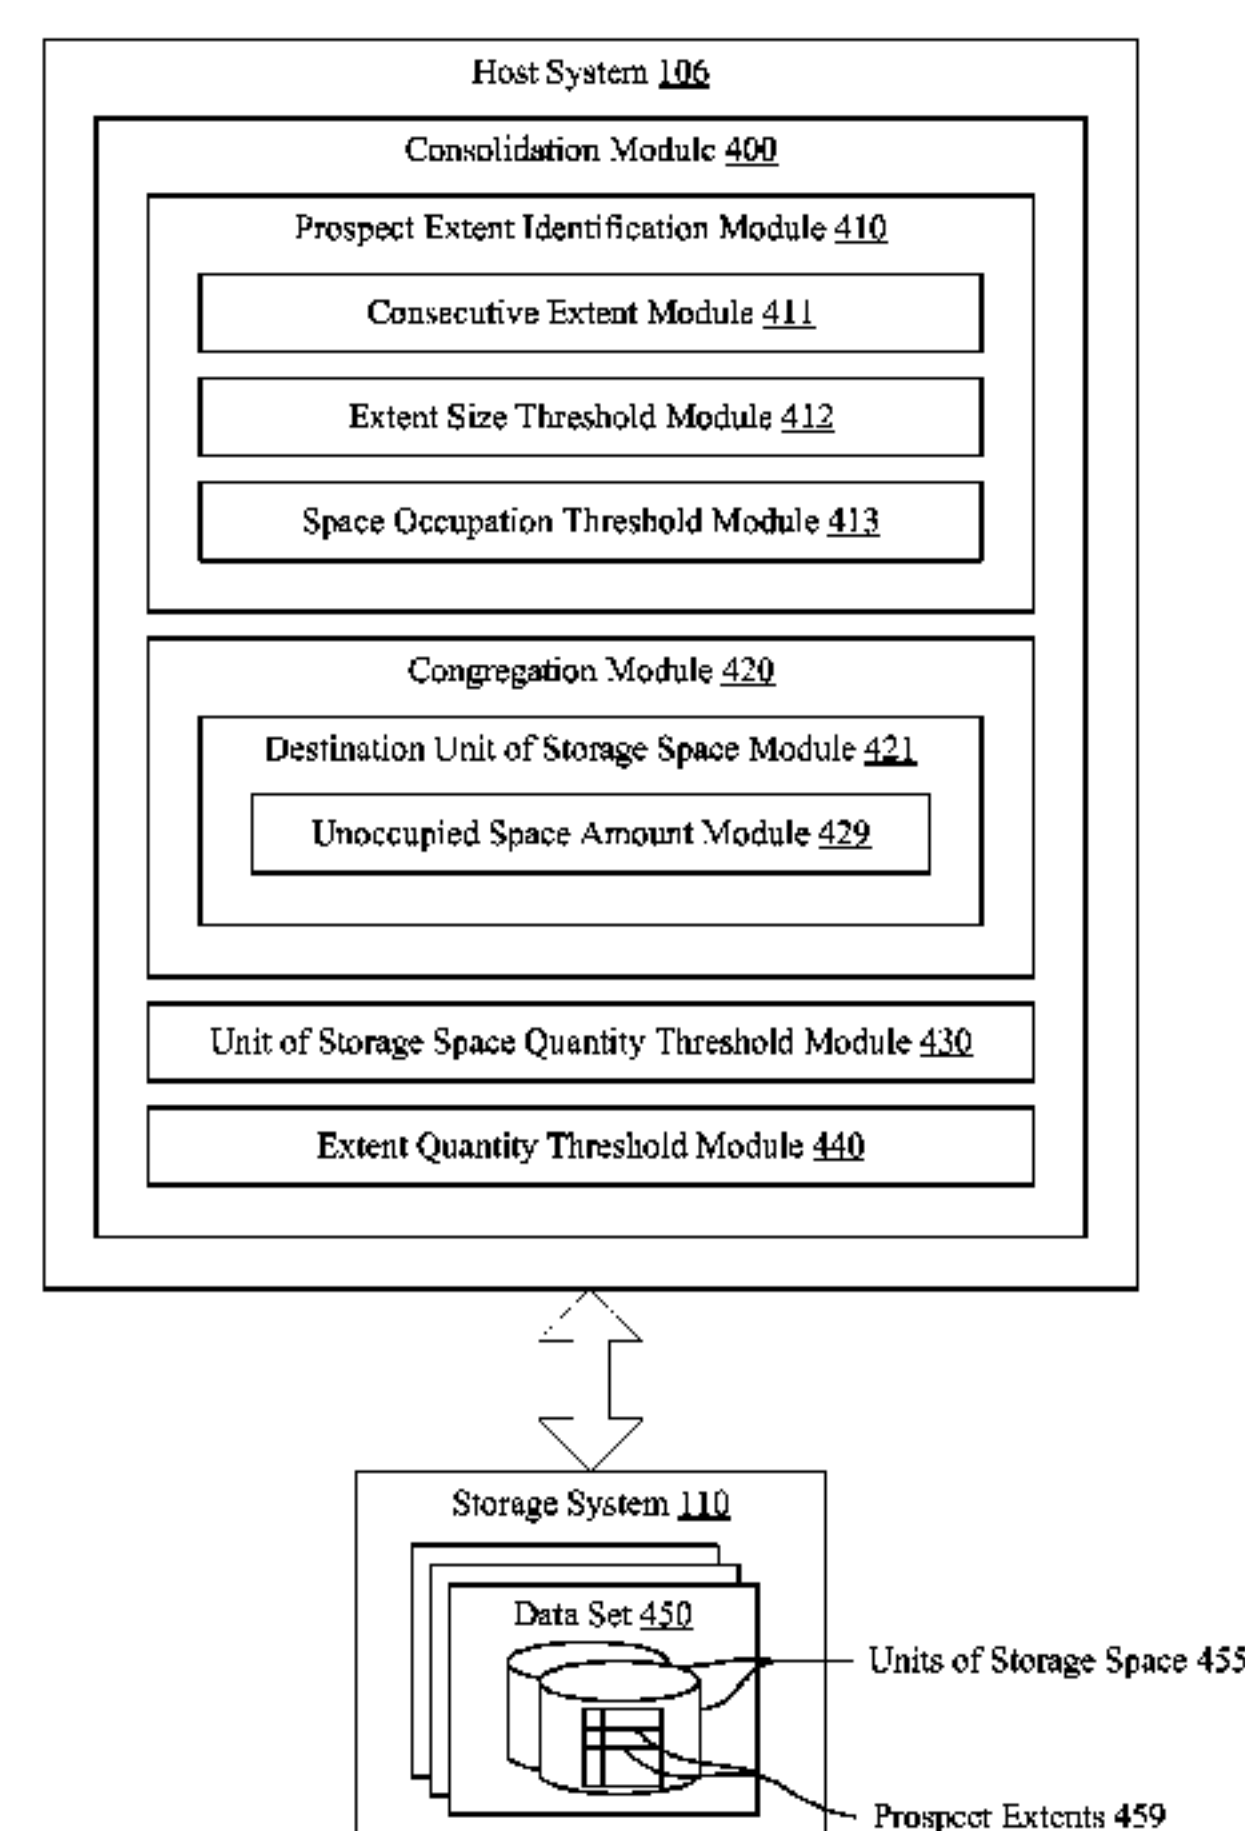 Host System 106
Consolidation Module 400
Prospect Extent Identification Module 410
Consecutive Extent Module 411
Extent Size Threshold Module 412
Space Occupation Threshold Module 413
Congregation Module 420
Destination Unit of Storage Space Module 421
Unoccupied Space Amount Module 429
Unit of Storage Space Quantity Threshold Module 430
Extent Quantity Threshold Module 440
Storage System 110
Data Set 450
Units of Storage Space 455
Prospect Extents 459